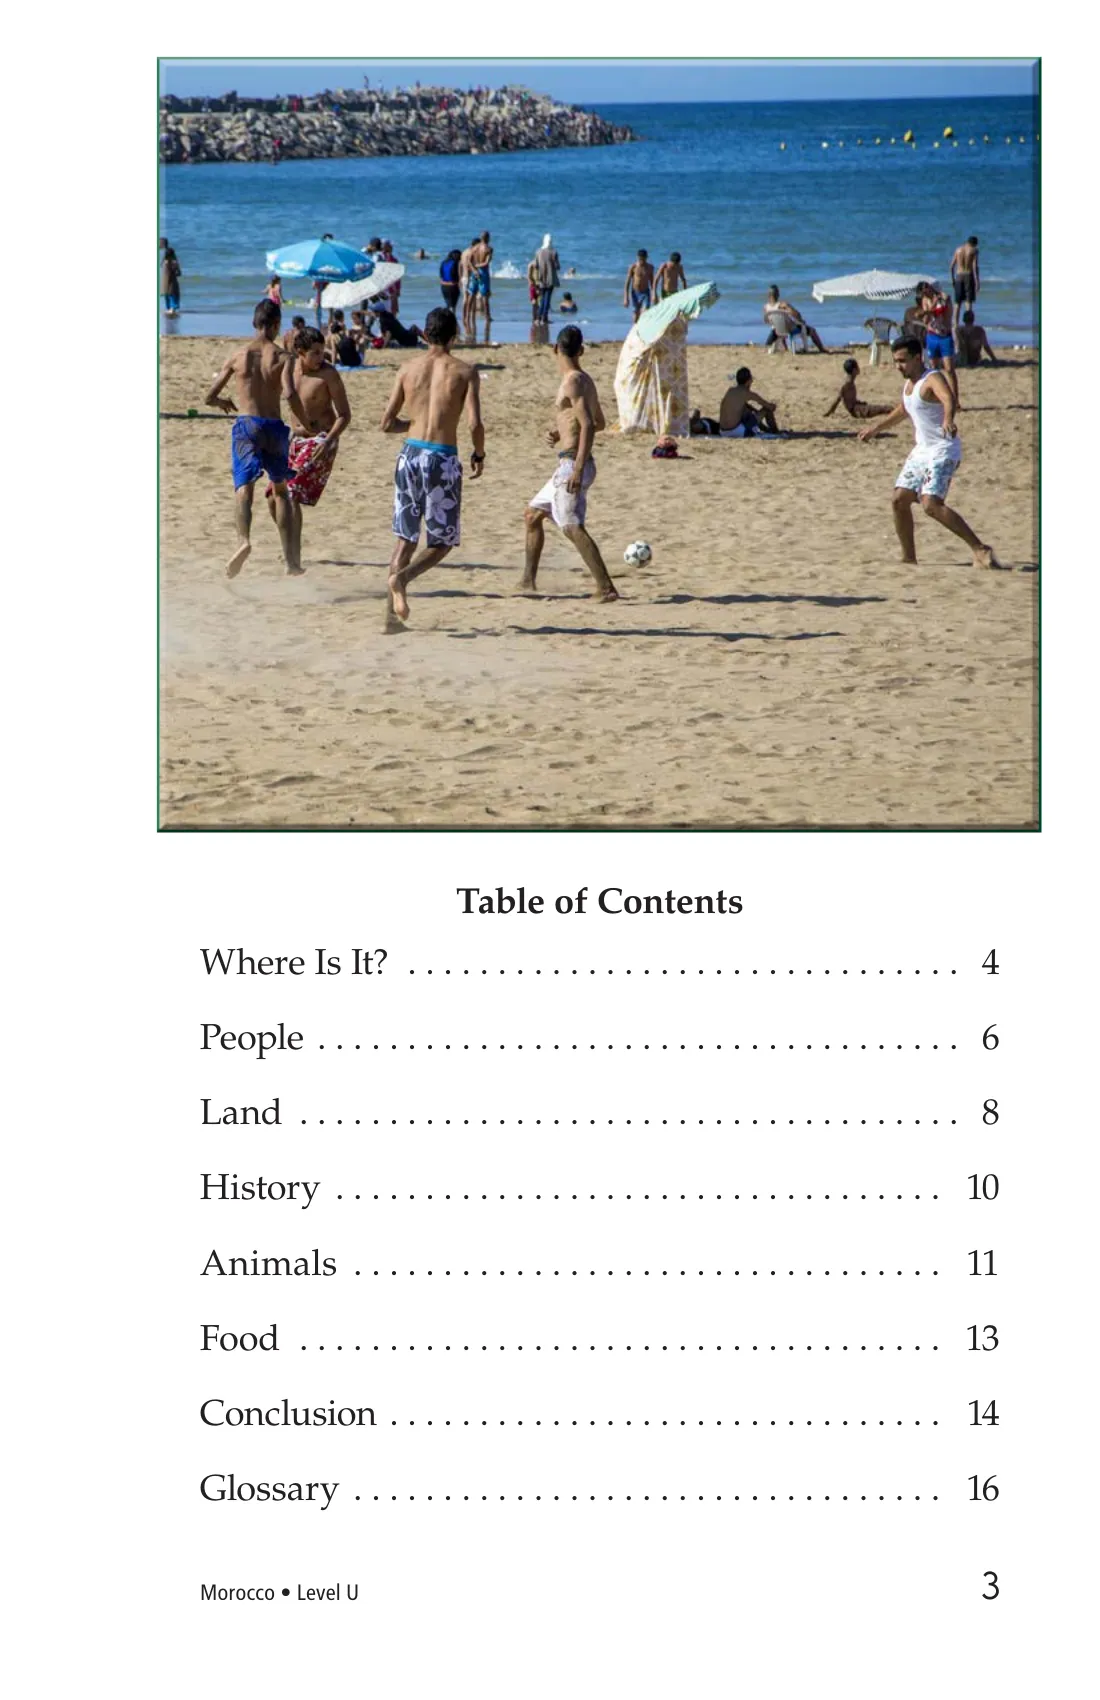 Table of Contents
Where Is It? . . . . . . . . . . . . . . . . . . . . . . . . . . . . . . . 4
People . . . . . . . . . . . . . . . . . . . . . . . . . . . . . . . . . . . . 6
Land . . . . . . . . . . . . . . . . . . . . . . . . . . . . . . . . . . . . . 8
History . . . . . . . . . . . . . . . . . . . . . . . . . . . . . . . . . . 10
Animals . . . . . . . . . . . . . . . . . . . . . . . . . . . . . . . . . 11
Food . . . . . . . . . . . . . . . . . . . . . . . . . . . . . . . . . . . . 13
Conclusion . . . . . . . . . . . . . . . . . . . . . . . . . . . . . . . 14
Glossary . . . . . . . . . . . . . . . . . . . . . . . . . . . . . . . . . 16
Morocco • Level U 3